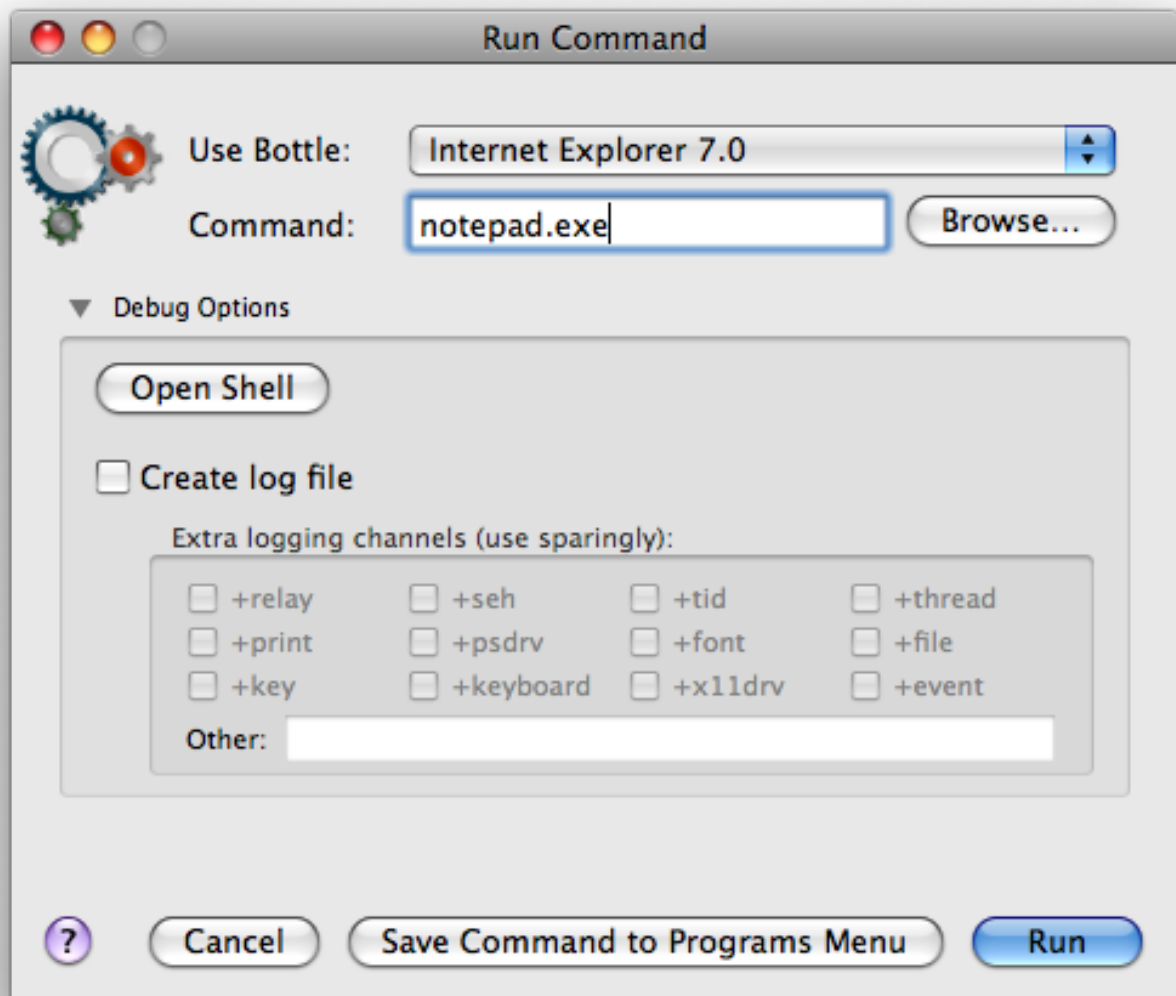 Run Command
Use Bottle: Internet Explorer 7.0
Command: notepad.exe Browse...
Debug Options
Open Shell
Create log file
Extra logging channels (use sparingly):
+relay +seh +tid +thread
+print +psdrv +font +file
+key +keyboard +x11drv +event
Other:
? Cancel Save Command to Programs Menu Run